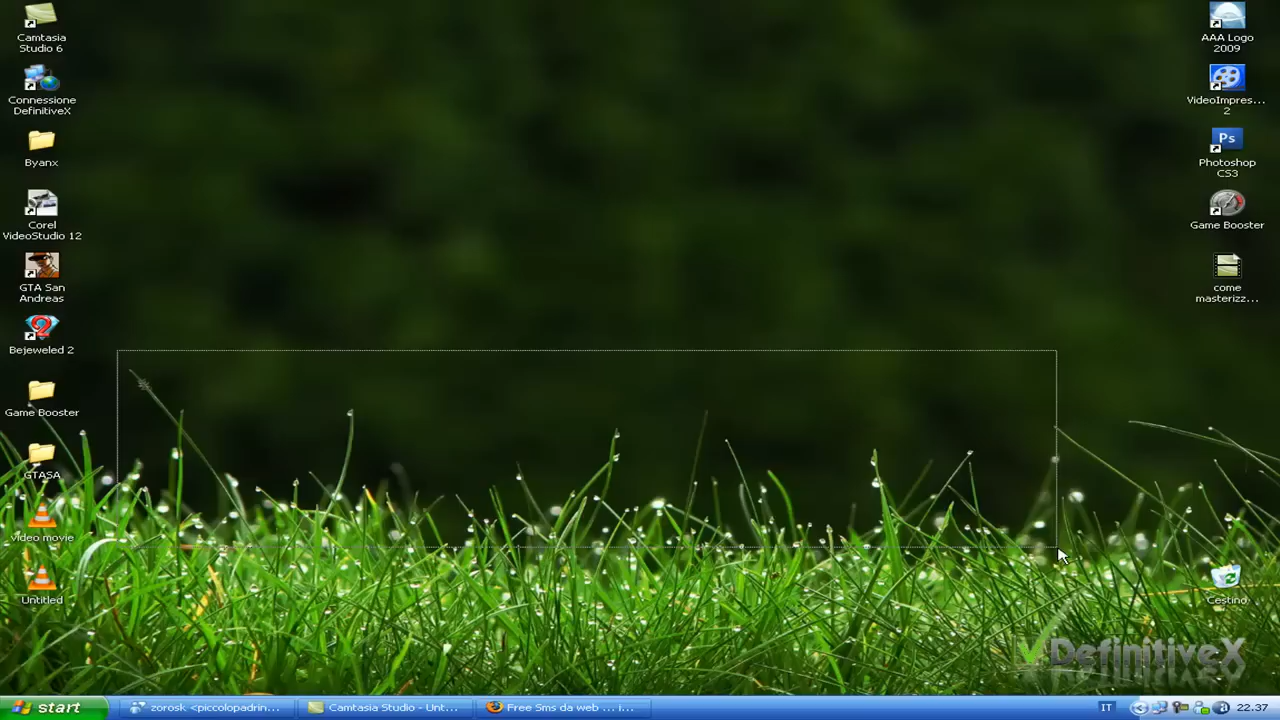 Camtasia
Studio 6
Connessione
DefinitiveX
Byanx
Corel
VideoStudio 12
GTA San
Andreas
Bejeweled 2
Game Booster
GTASA
video movie
Untitled
AAA Logo
2009
VideoImpres...
2
Ps
Photoshop
CS3
Game Booster
come
masterizz...
Cestino
DefinitiveX
start
zorosk <piccolopadrin...
Camtasia Studio - Unt...
Free Sms da web ... i...
IT
22.37